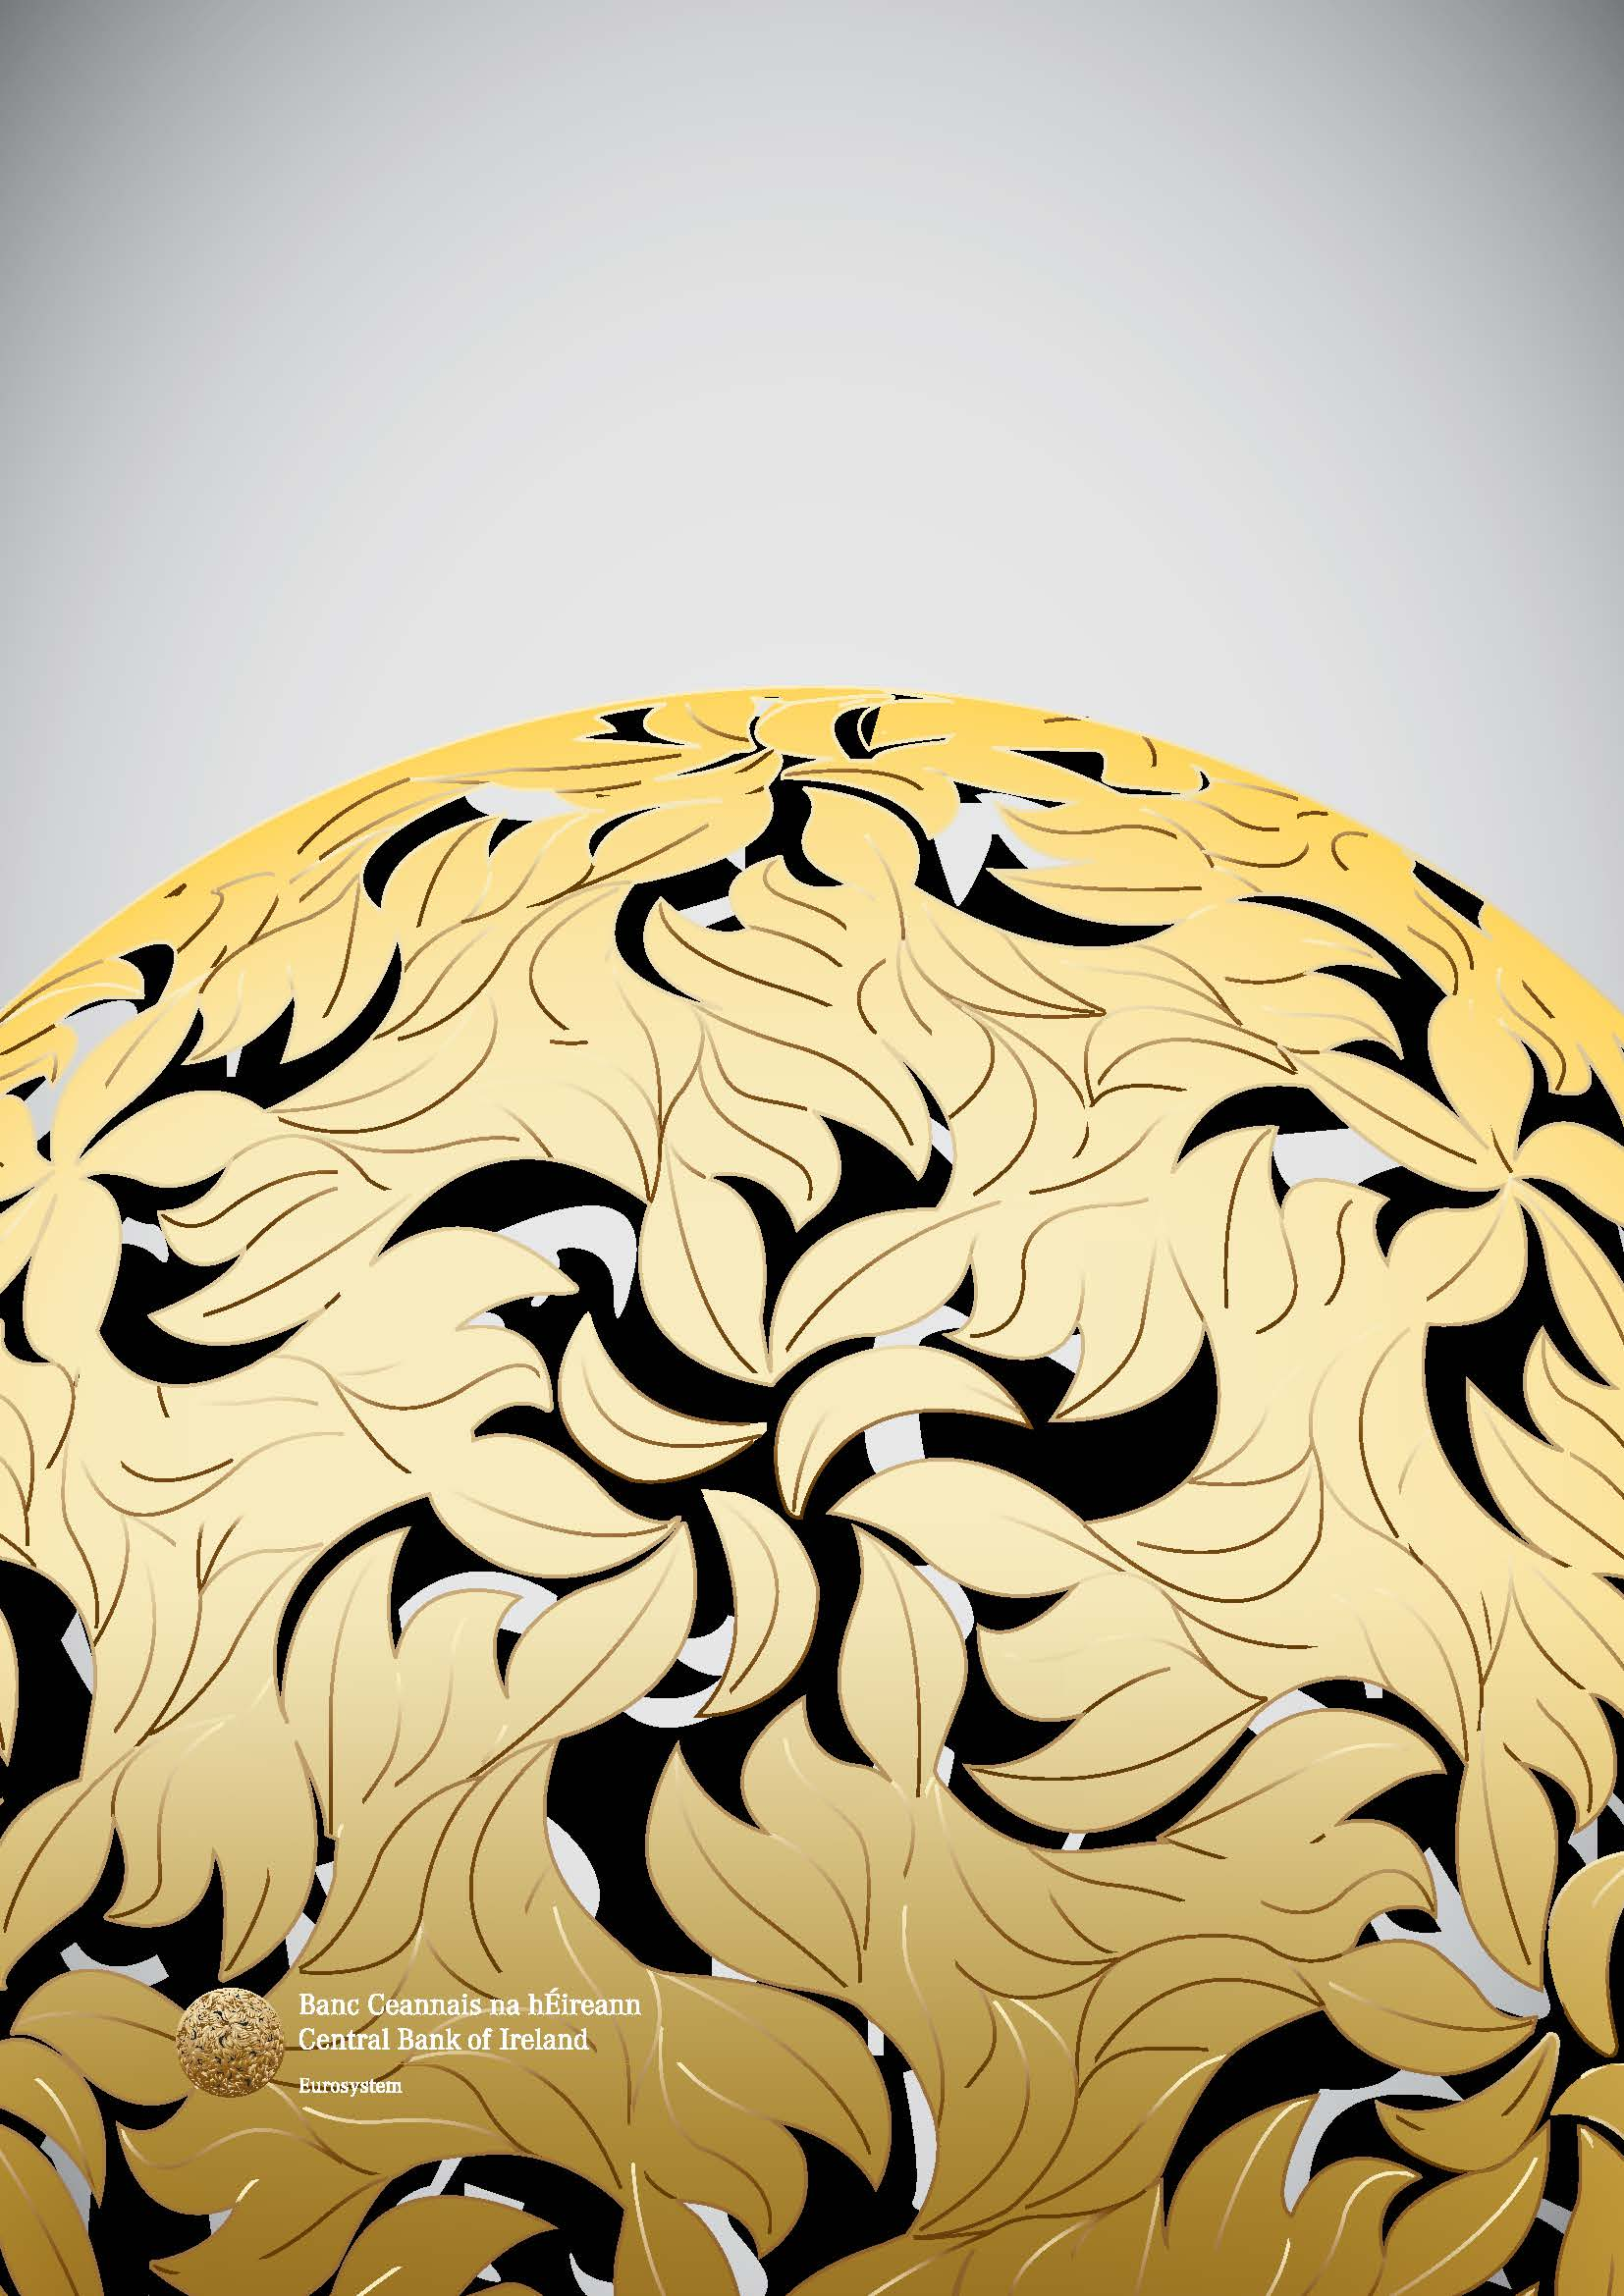 Banc Ceannais na hÉireann
Central Bank of Ireland
Eurosystem